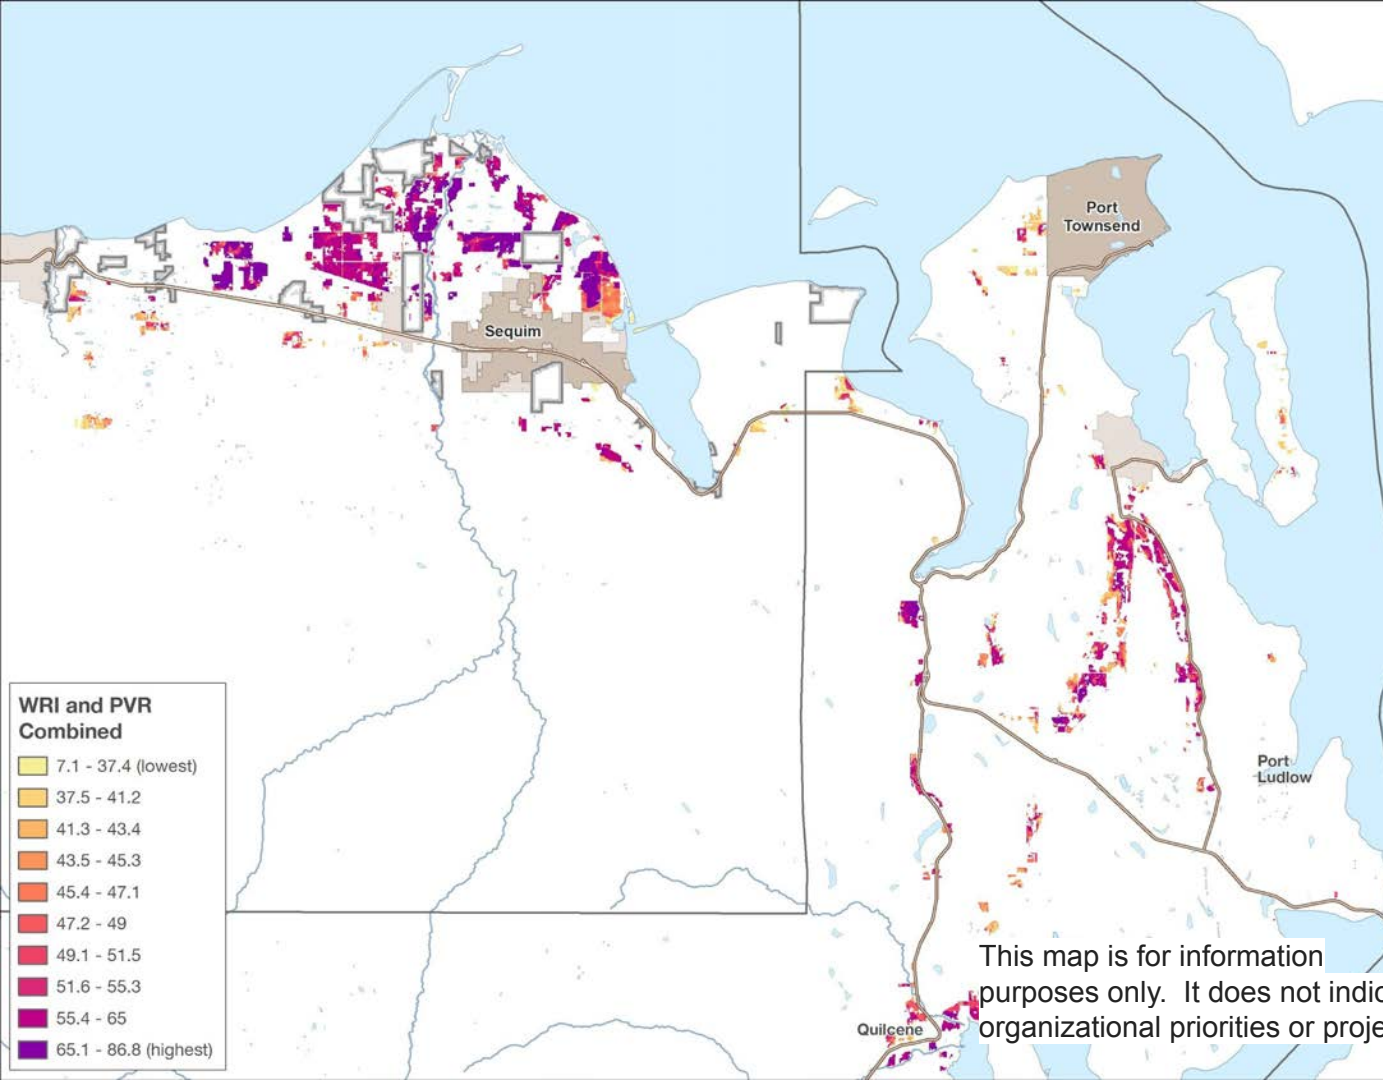 Port
Townsend
Sequim
WRI and PVR
Combined
7.1 - 37.4 (lowest)
37.5 - 41.2
41.3 - 43.4
43.5 - 45.3
45.4 - 47.1
47.2 - 49
49.1 - 51.5
51.6 - 55.3
55.4 - 65
65.1 - 86.8 (highest)
Port
Ludlow
This map is for information
purposes only. It does not indic
organizational priorities or proje
Quilcene